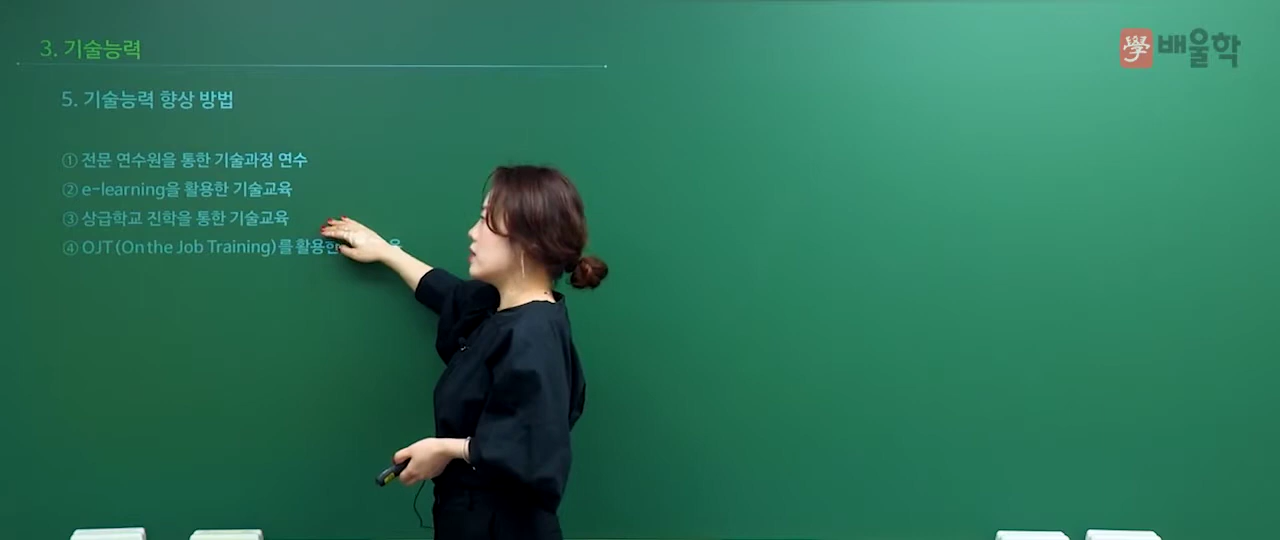 3. 기술능력
學 배울학
5. 기술능력 향상 방법
① 전문 연수원을 통한 기술과정 연수
② e-learning을 활용한 기술교육
③ 상급학교 진학을 통한 기술교육
④ OJT(On the Job Training)를 활용한